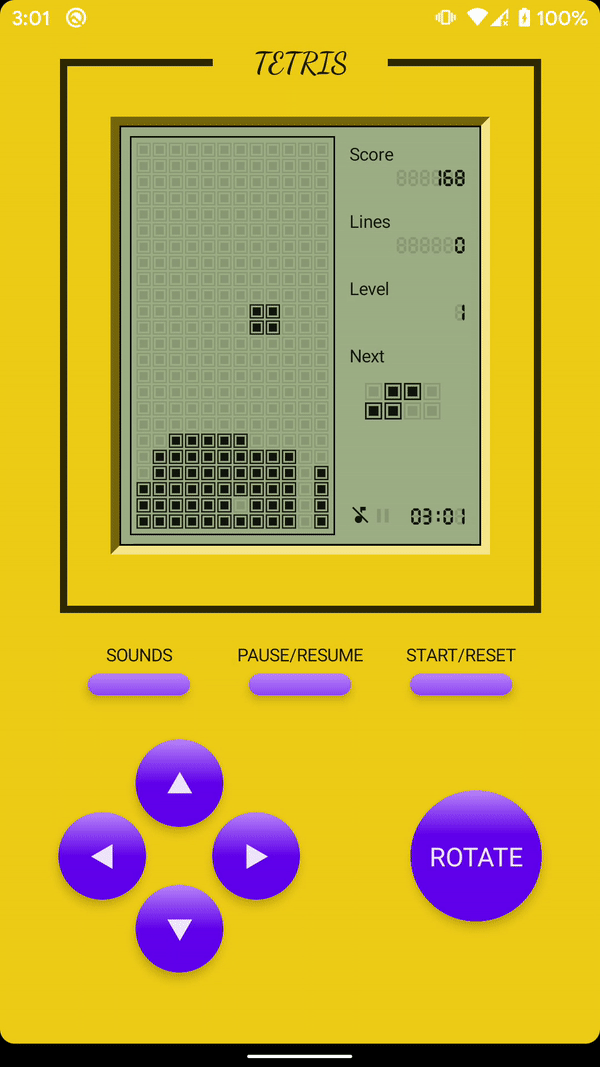 3:01 100%
TETRIS
Score
168
Lines
0
Level
1
Next
03:01
SOUNDS PAUSE/RESUME START/RESET
ROTATE